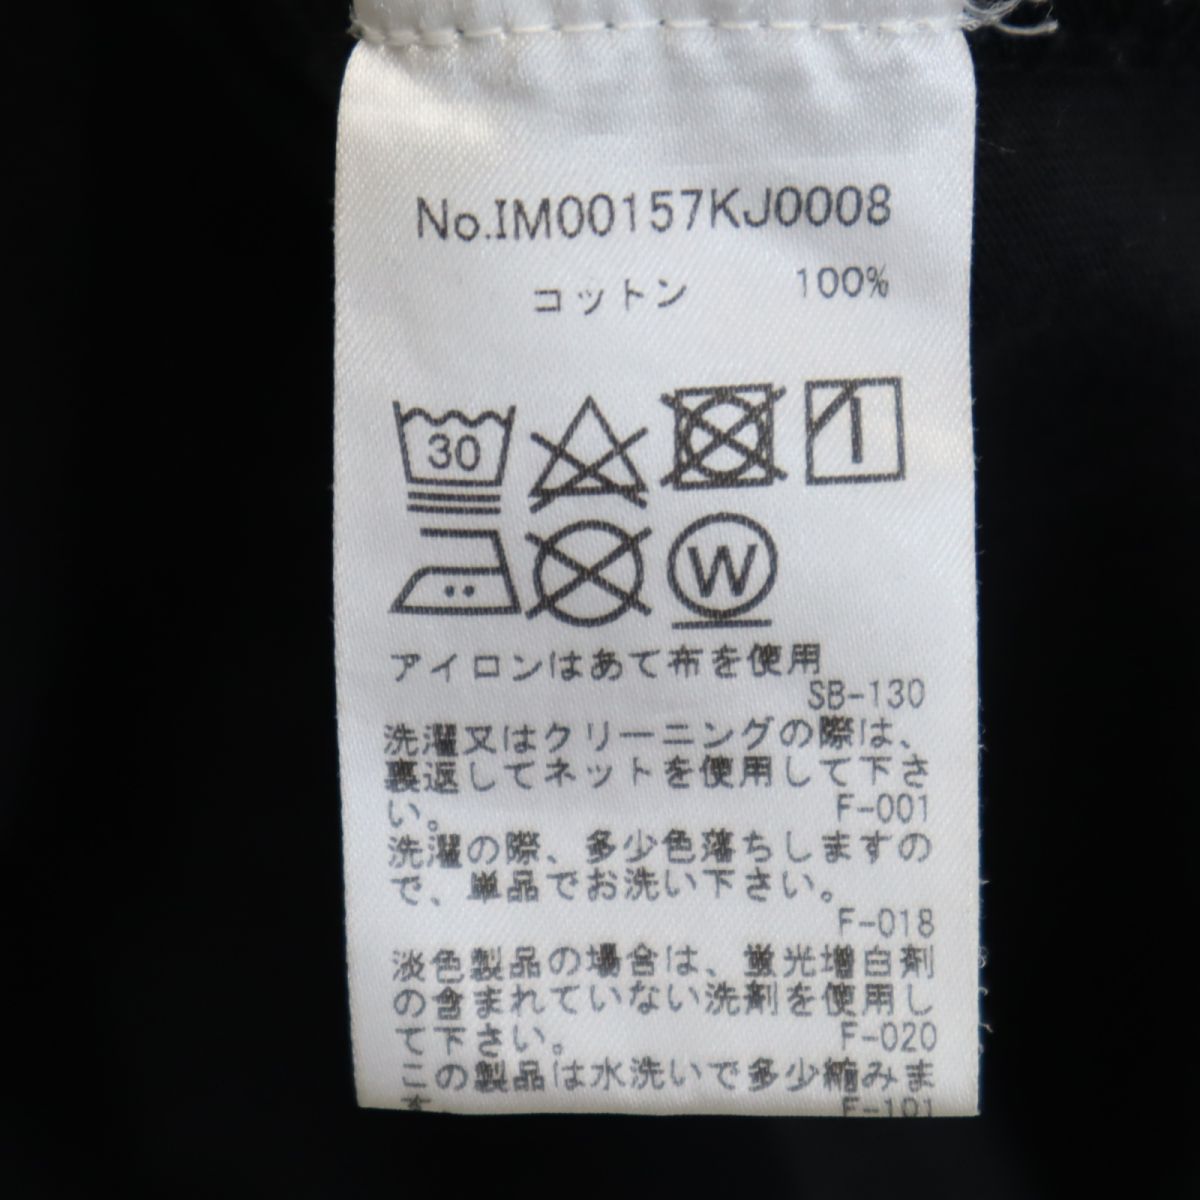 No.IM00157KJ0008
コットン 100%
30
W
アイロンはあて布を使用
SB-130
洗濯又はクリーニングの際は、
裏返してネットを使用して下さ
い。 F-001
洗濯の際、多少色落ちしますの
で、単品でお洗い下さい。
F-018
淡色製品の場合は、蛍光増白剤
の含まれていない洗剤を使用し
て下さい。 F-020
この製品は水洗いで多少縮みま
す F-101